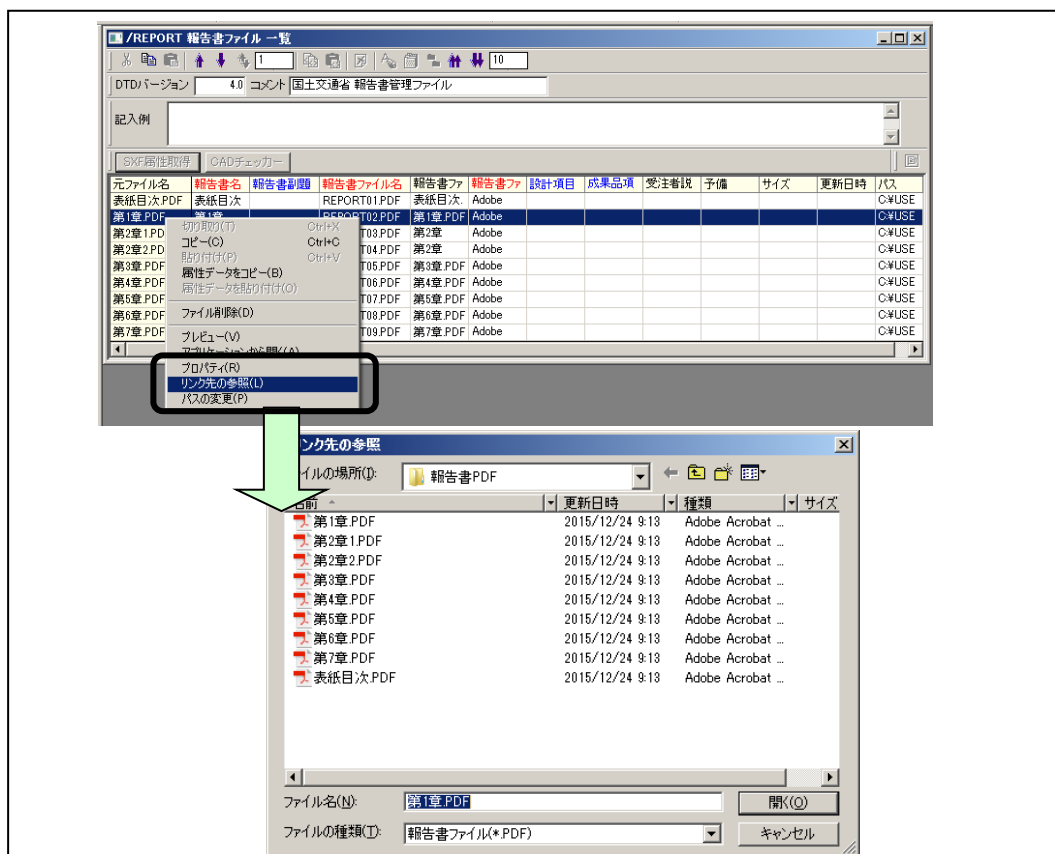 /REPORT 報告書ファイル 一覧
1 10
DTDバージョン 4.0 コメント 国土交通省 報告書管理ファイル
記入例
SXF属性取得 CADチェッカー
元ファイル名 報告書名 報告書副題 報告書ファイル名 報告書ファ 報告書ファ 設計項目 成果品項 受注者説 予備 サイズ 更新日時 パス
表紙目次.PDF 表紙目次 REPORT01.PDF 表紙目次. Adobe C:¥USE
第1章.PDF 第1章 REPORT02.PDF 第1章.PDF Adobe C:¥USE
第2章1.PD T03.PDF 第2章 Adobe C:¥USE
第2章2.PD T04.PDF 第2章 Adobe C:¥USE
第3章.PDF T05.PDF 第3章.PDF Adobe C:¥USE
第4章.PDF T06.PDF 第4章.PDF Adobe C:¥USE
第5章.PDF T07.PDF 第5章.PDF Adobe C:¥USE
第6章.PDF T08.PDF 第6章.PDF Adobe C:¥USE
第7章.PDF T09.PDF 第7章.PDF Adobe C:¥USE
切り取り(T) Ctrl+X
コピー(C) Ctrl+C
貼り付け(P) Ctrl+V
属性データをコピー(B)
属性データを貼り付け(O)
ファイル削除(D)
プレビュー(V)
アプリケーションから開く(A)
プロパティ(R)
リンク先の参照(L)
パスの変更(P)
ンク先の参照
イルの場所(I): 報告書PDF
名前 更新日時 種類 サイズ
第1章.PDF 2015/12/24 9:13 Adobe Acrobat ...
第2章1.PDF 2015/12/24 9:13 Adobe Acrobat ...
第2章2.PDF 2015/12/24 9:13 Adobe Acrobat ...
第3章.PDF 2015/12/24 9:13 Adobe Acrobat ...
第4章.PDF 2015/12/24 9:13 Adobe Acrobat ...
第5章.PDF 2015/12/24 9:13 Adobe Acrobat ...
第6章.PDF 2015/12/24 9:13 Adobe Acrobat ...
第7章.PDF 2015/12/24 9:13 Adobe Acrobat ...
表紙目次.PDF 2015/12/24 9:13 Adobe Acrobat ...
ファイル名(N): 第1章.PDF 開く(O)
ファイルの種類(T): 報告書ファイル(*.PDF) キャンセル